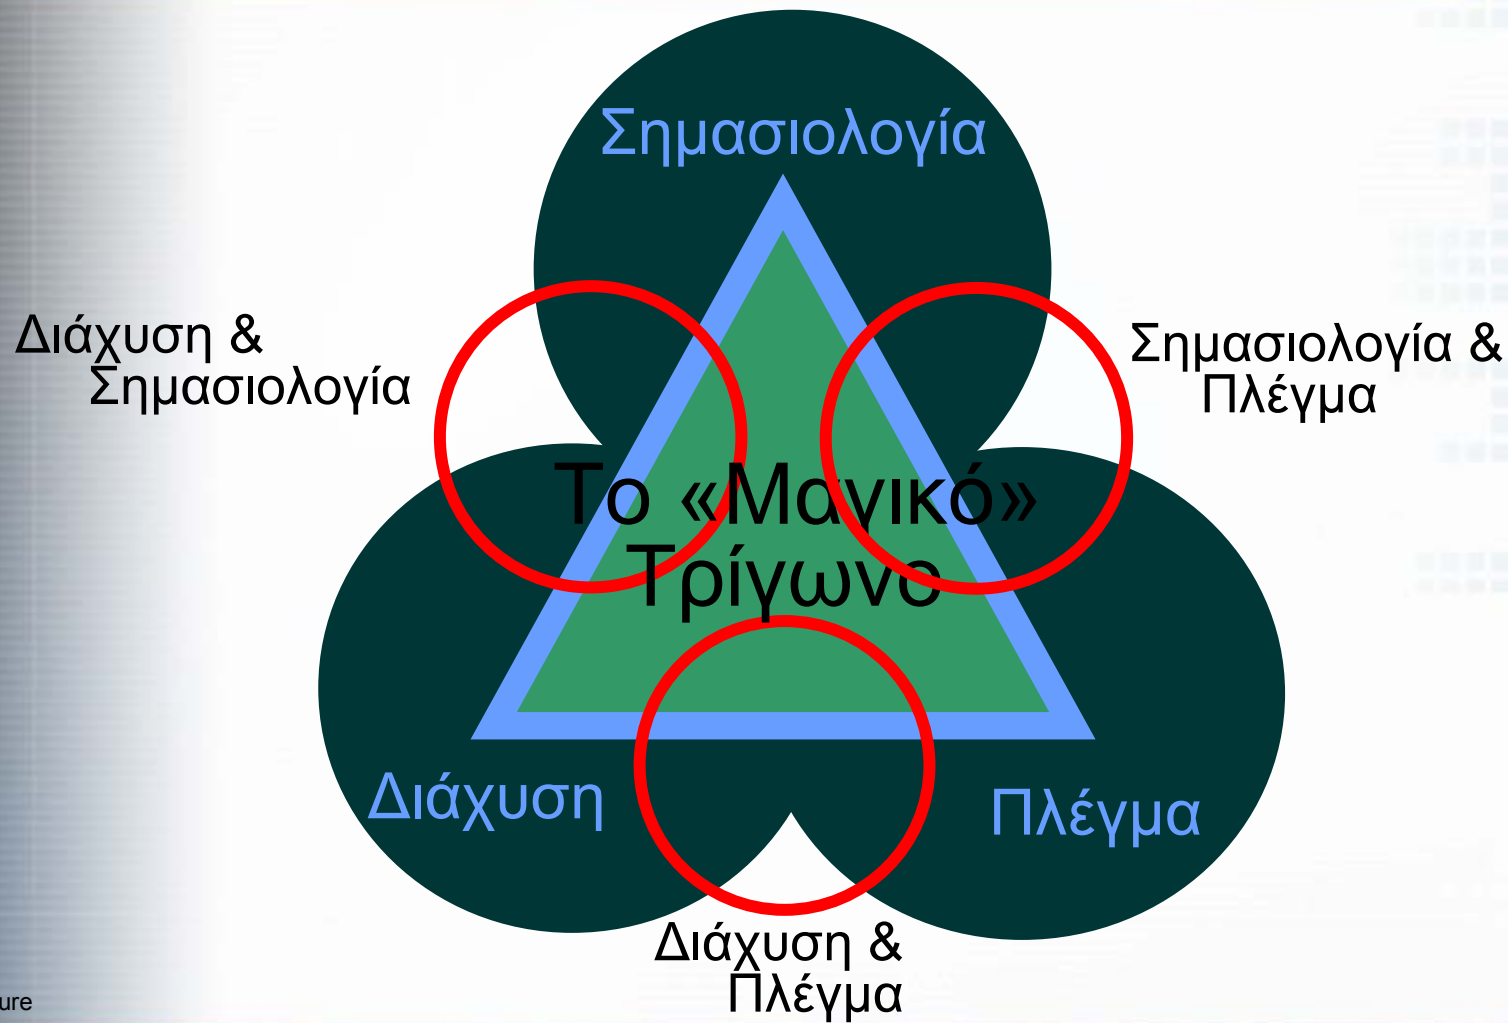 Σημασιολογία
Διάχυση &
Σημασιολογία
Σημασιολογία &
Πλέγμα
Το «Μαγικό»
Τρίγωνο
Διάχυση
Πλέγμα
Διάχυση &
Πλέγμα
ure